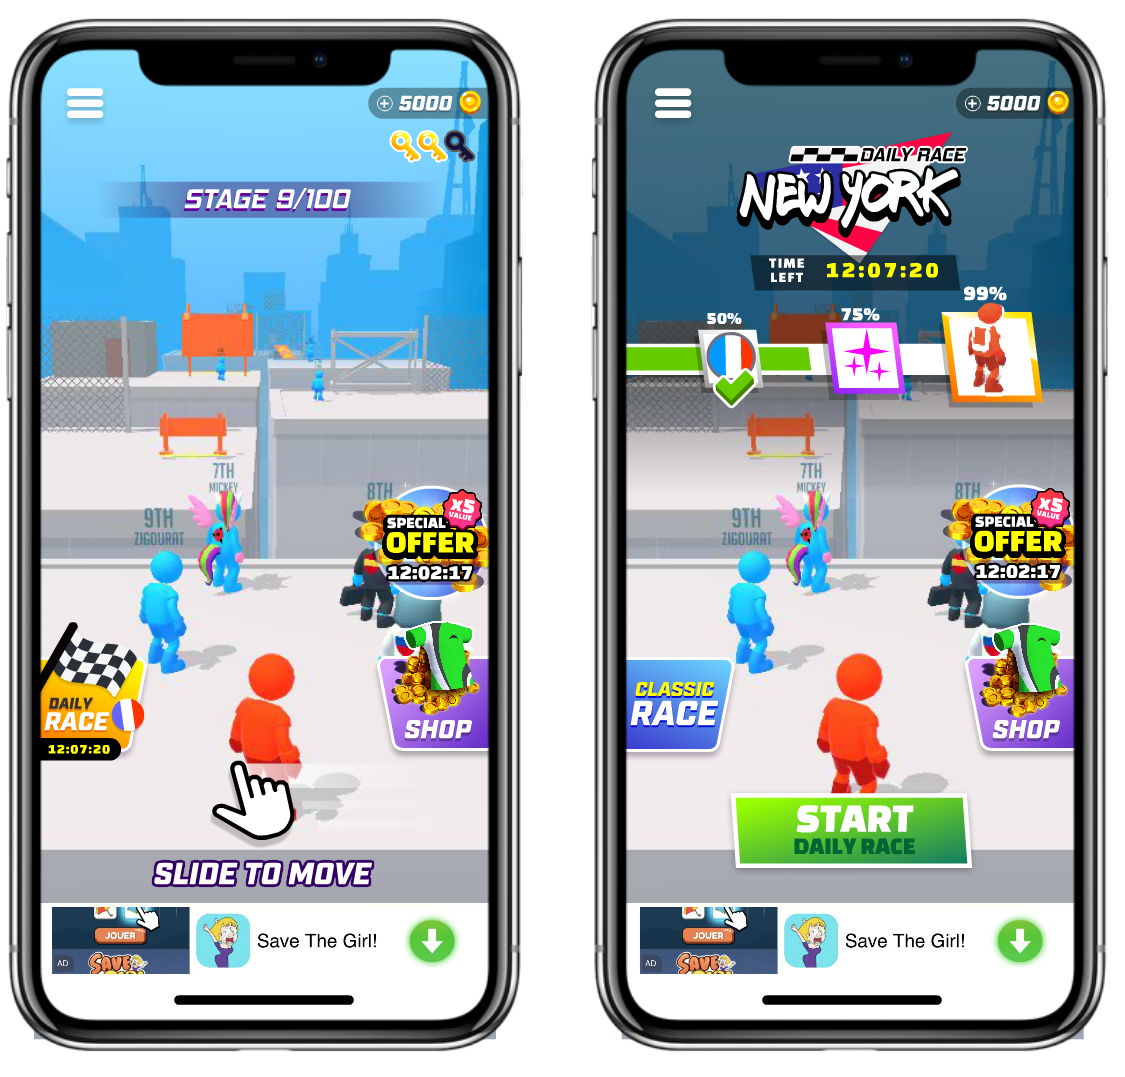 5000
STAGE 9/100
7TH
MICKEY
8TH
9TH
ZIGOURAT
X5
VALUE
SPECIAL
OFFER
12:02:17
DAILY
RACE
12:07:20
SHOP
SLIDE TO MOVE
JOUER
AD
SAVE
Save The Girl!
5000
DAILY RACE
NEW YORK
TIME
LEFT
12:07:20
50%
75%
99%
7TH
MICKEY
8TH
9TH
ZIGOURAT
X5
VALUE
SPECIAL
OFFER
12:02:17
CLASSIC
RACE
SHOP
START
DAILY RACE
JOUER
AD
SAVE
Save The Girl!